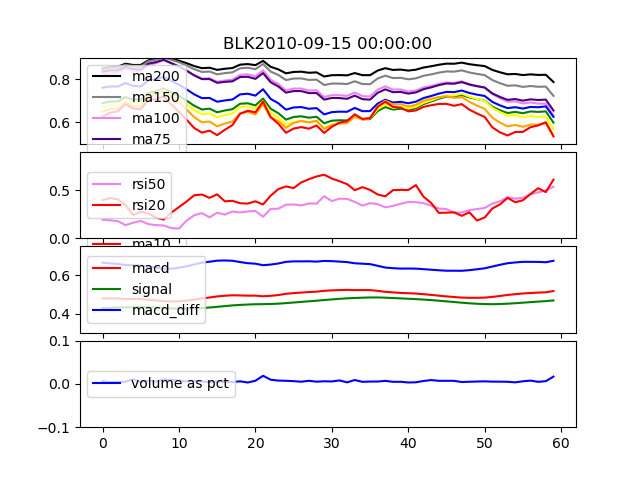 BLK2010-09-15 00:00:00
0.8
0.6
ma200
ma150
ma100
ma75
0.5
0.0
rsi50
rsi20
ma10
0.6
0.4
macd
signal
macd_diff
0.1
0.0
−0.1
volume as pct
0 10 20 30 40 50 60